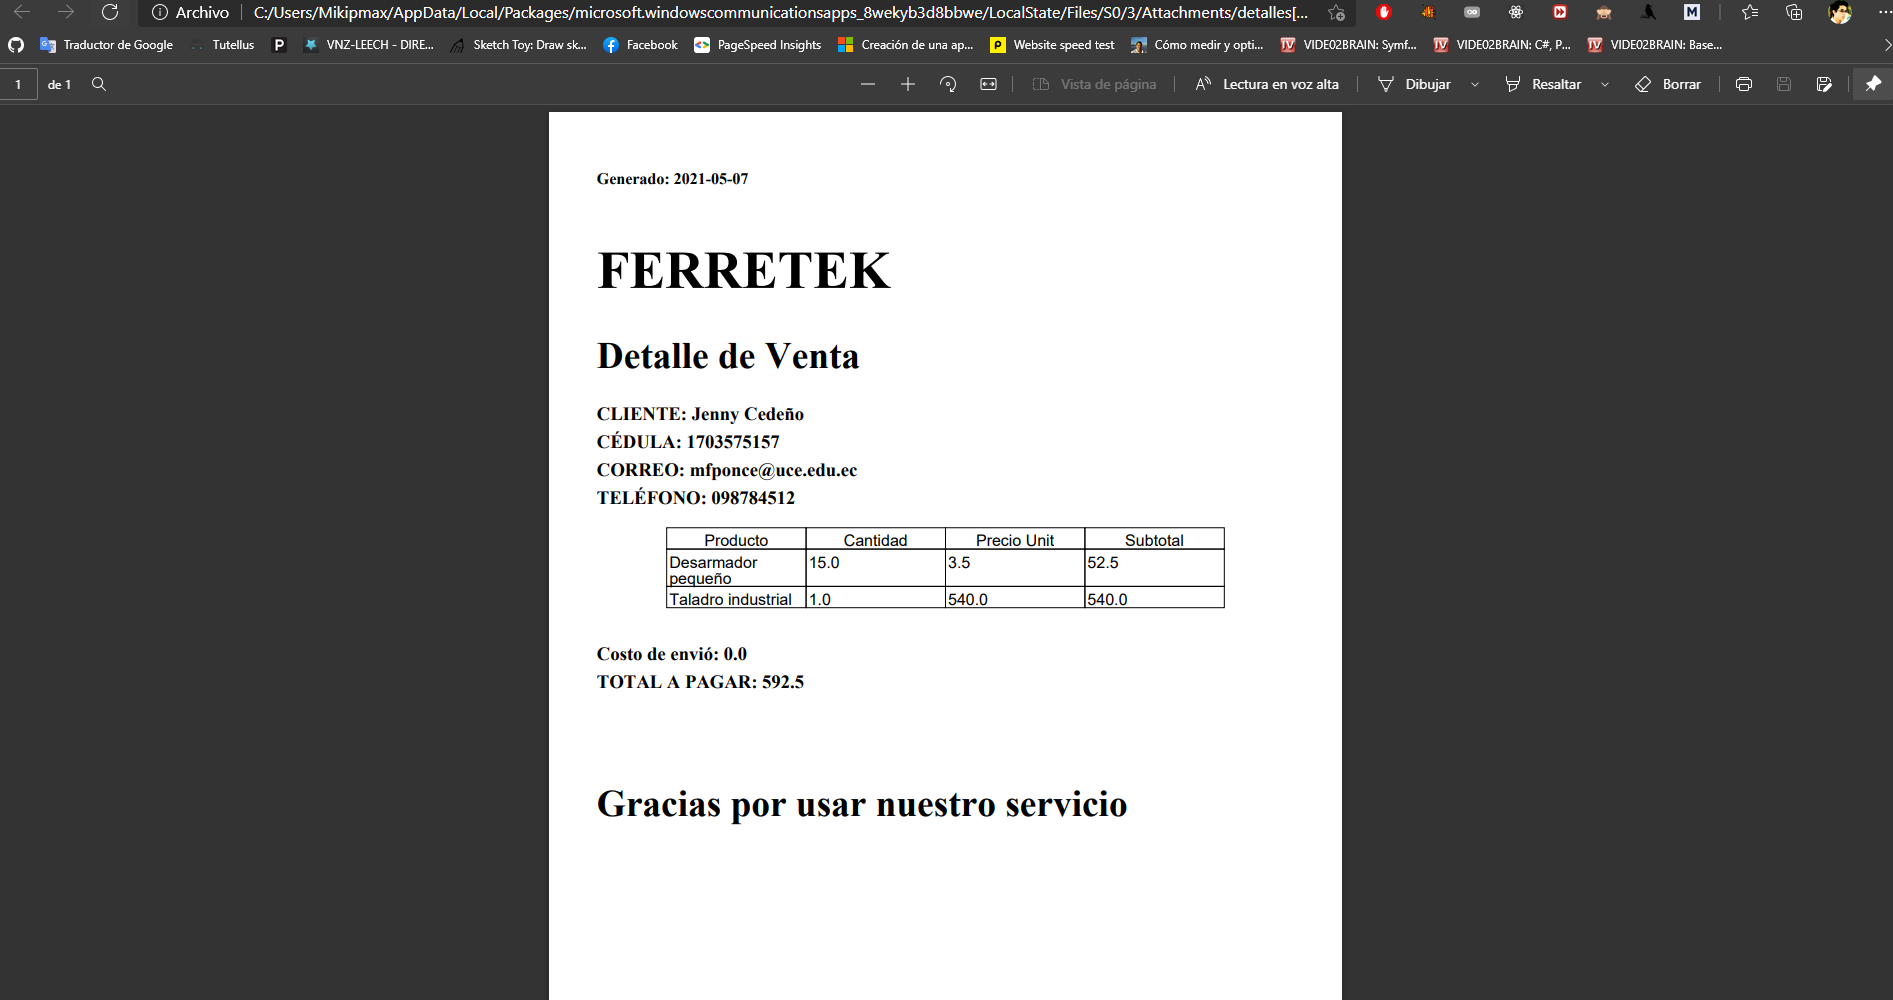 Archivo C:/Users/Mikipmax/AppData/Local/Packages/microsoft.windowscommunicationsapps_8wekyb3d8bbwe/LocalState/Files/S0/3/Attachments/detalles[...
Traductor de Google Tutellus P VNZ-LEECH - DIRE... Sketch Toy: Draw sk... Facebook PageSpeed Insights Creación de una ap... Website speed test Cómo medir y opti... VIDE02BRAIN: Symf... VIDE02BRAIN: C#, P... VIDE02BRAIN: Base...
1 de 1 Vista de página Lectura en voz alta Dibujar Resaltar Borrar
Generado: 2021-05-07
FERRETEK
Detalle de Venta
CLIENTE: Jenny Cedeño
CÉDULA: 1703575157
CORREO: mfponce@uce.edu.ec
TELÉFONO: 098784512
Producto Cantidad Precio Unit Subtotal
Desarmador pequeño 15.0 3.5 52.5
Taladro industrial 1.0 540.0 540.0
Costo de envió: 0.0
TOTAL A PAGAR: 592.5
Gracias por usar nuestro servicio